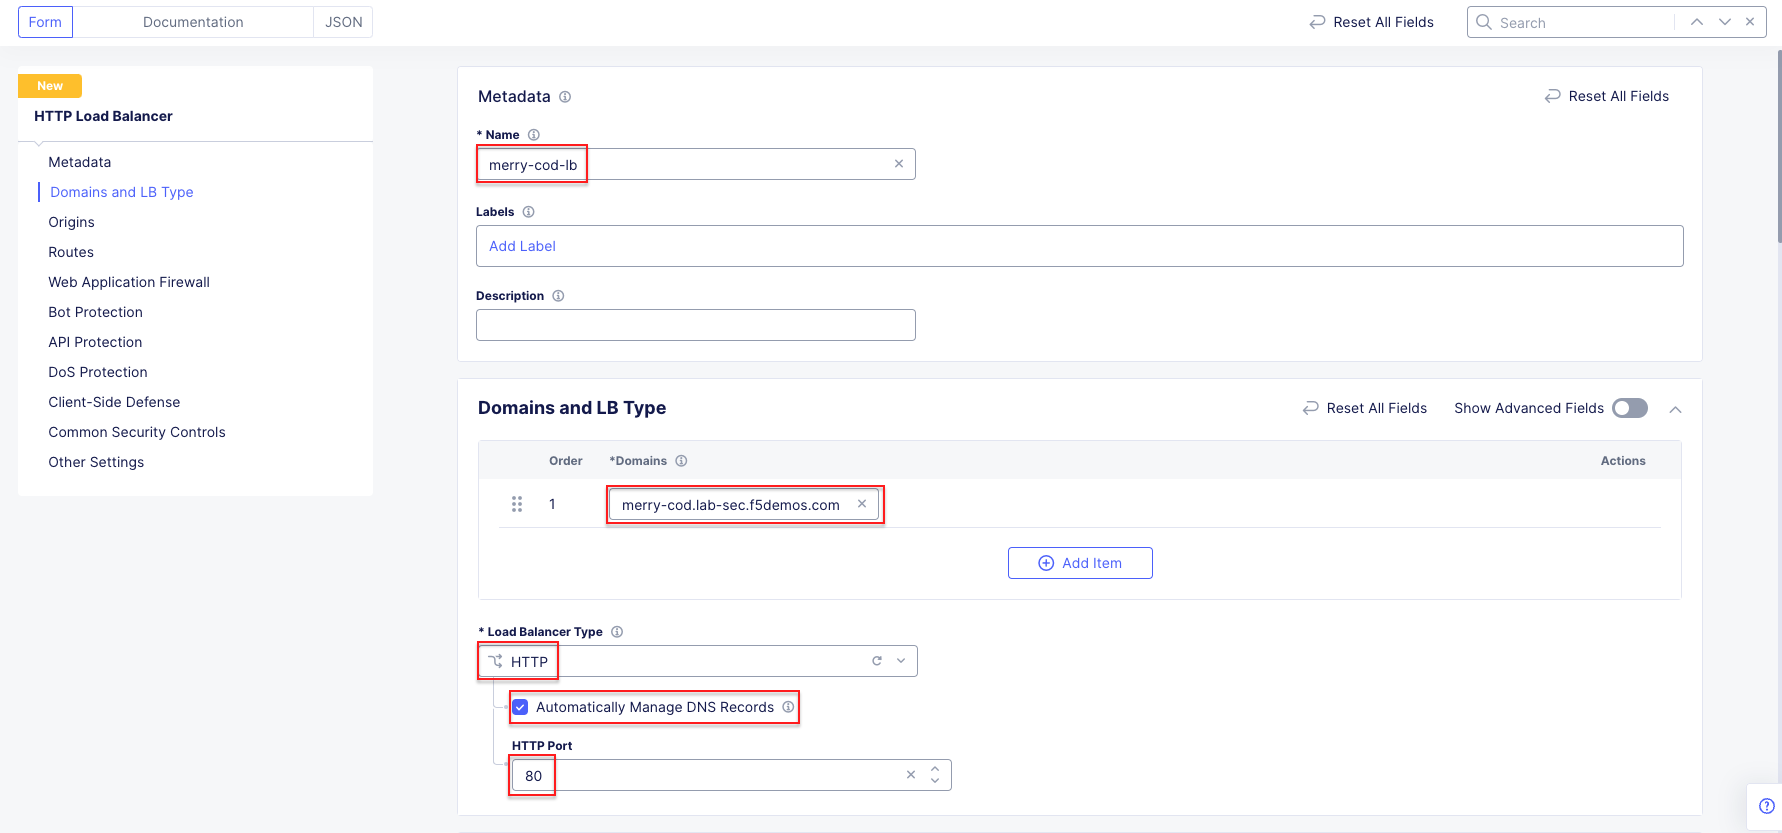 Form
Documentation
JSON
Reset All Fields
Search
New
HTTP Load Balancer
Metadata
Domains and LB Type
Origins
Routes
Web Application Firewall
Bot Protection
API Protection
DoS Protection
Client-Side Defense
Common Security Controls
Other Settings
Metadata
Reset All Fields
* Name
merry-cod-lb
Labels
Add Label
Description
Domains and LB Type
Reset All Fields
Show Advanced Fields
Order
*Domains
Actions
1
merry-cod.lab-sec.f5demos.com
Add Item
* Load Balancer Type
HTTP
Automatically Manage DNS Records
HTTP Port
80